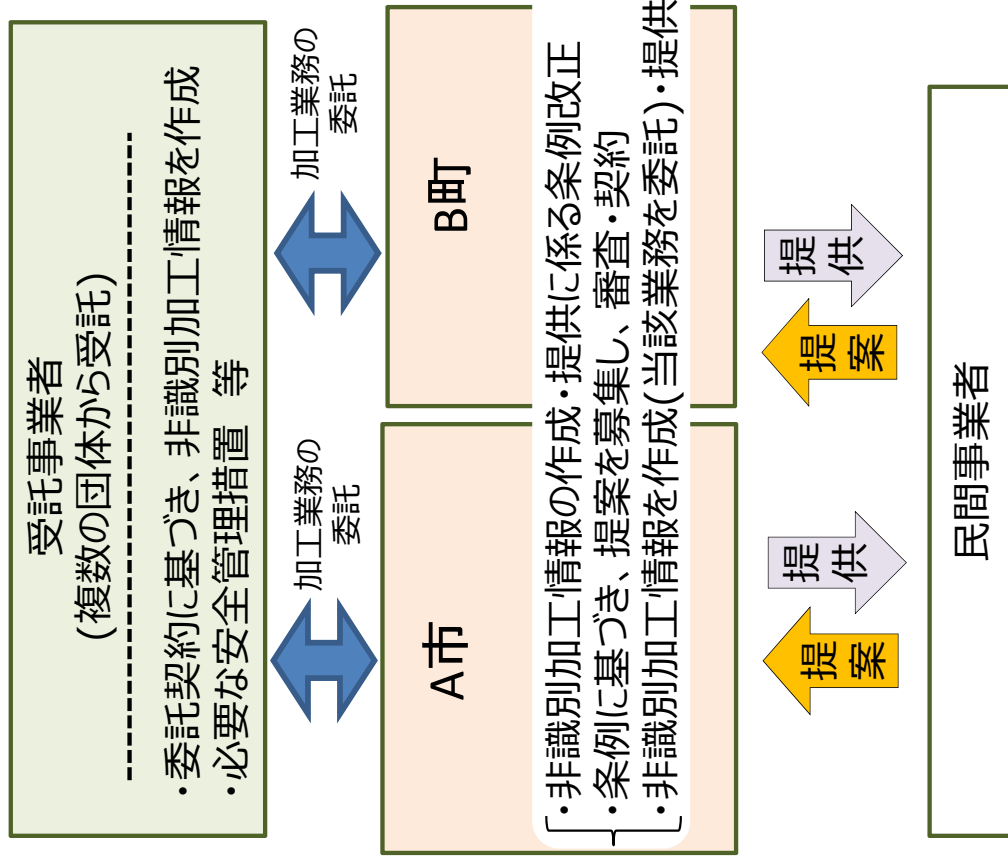 受託事業者
(複数の団体から受託)
・委託契約に基づき、非識別加工情報を作成
・必要な安全管理措置　等
加工業務の
委託
加工業務の
委託
A市
B町
・非識別加工情報の作成・提供に係る条例改正
・条例に基づき、提案を募集し、審査・契約
・非識別加工情報を作成(当該業務を委託)・提供
提案
提供
提案
提供
民間事業者